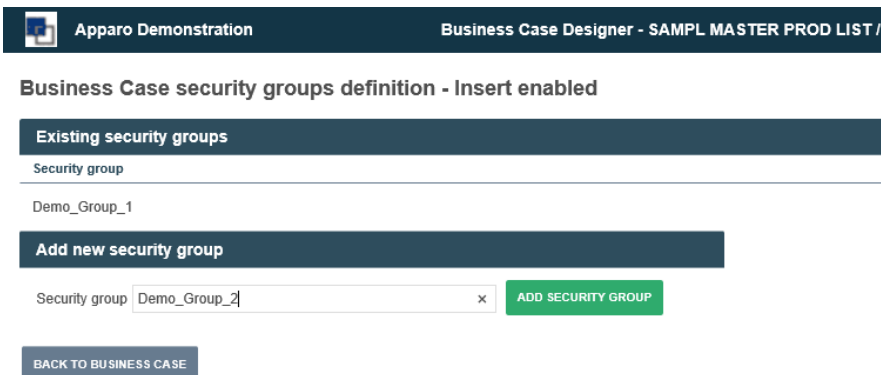 Apparo Demonstration Business Case Designer - SAMPL MASTER PROD LIST /
Business Case security groups definition - Insert enabled
Existing security groups
Security group
Demo_Group_1
Add new security group
Security group Demo_Group_2 × ADD SECURITY GROUP
BACK TO BUSINESS CASE